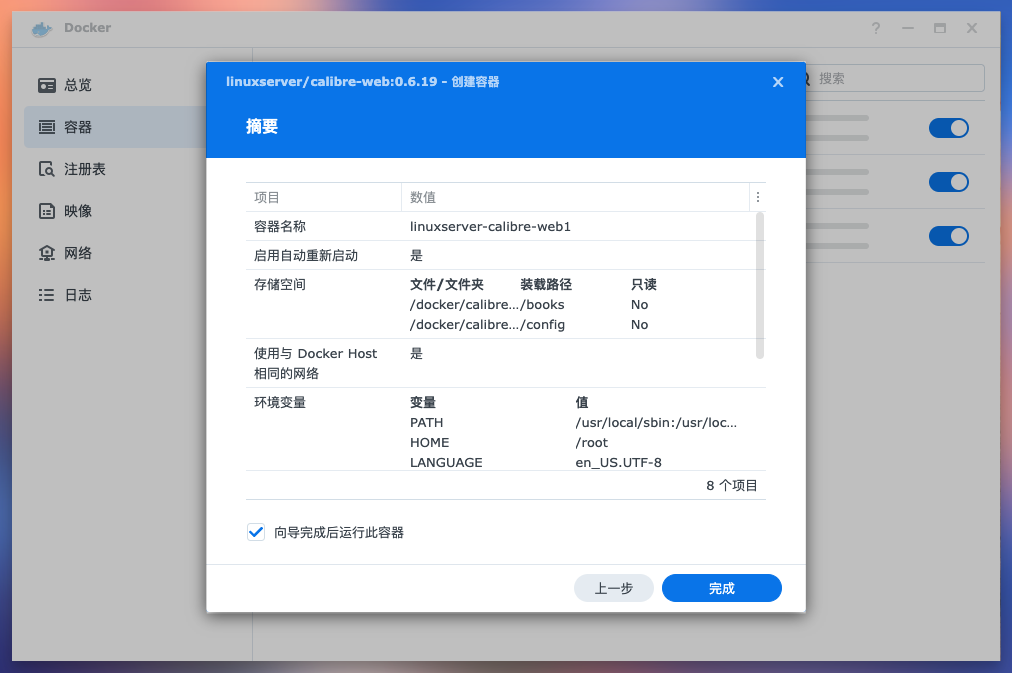 Docker
?
总览
容器
注册表
映像
网络
日志
搜索
linuxserver/calibre-web:0.6.19 - 创建容器
摘要
项目 数值
容器名称 linuxserver-calibre-web1
启用自动重新启动 是
存储空间 文件/文件夹 装载路径 只读
/docker/calibre... /books No
/docker/calibre... /config No
使用与 Docker Host 是
相同的网络
环境变量 变量 值
PATH /usr/local/sbin:/usr/loc...
HOME /root
LANGUAGE en_US.UTF-8
8 个项目
向导完成后运行此容器
上一步 完成